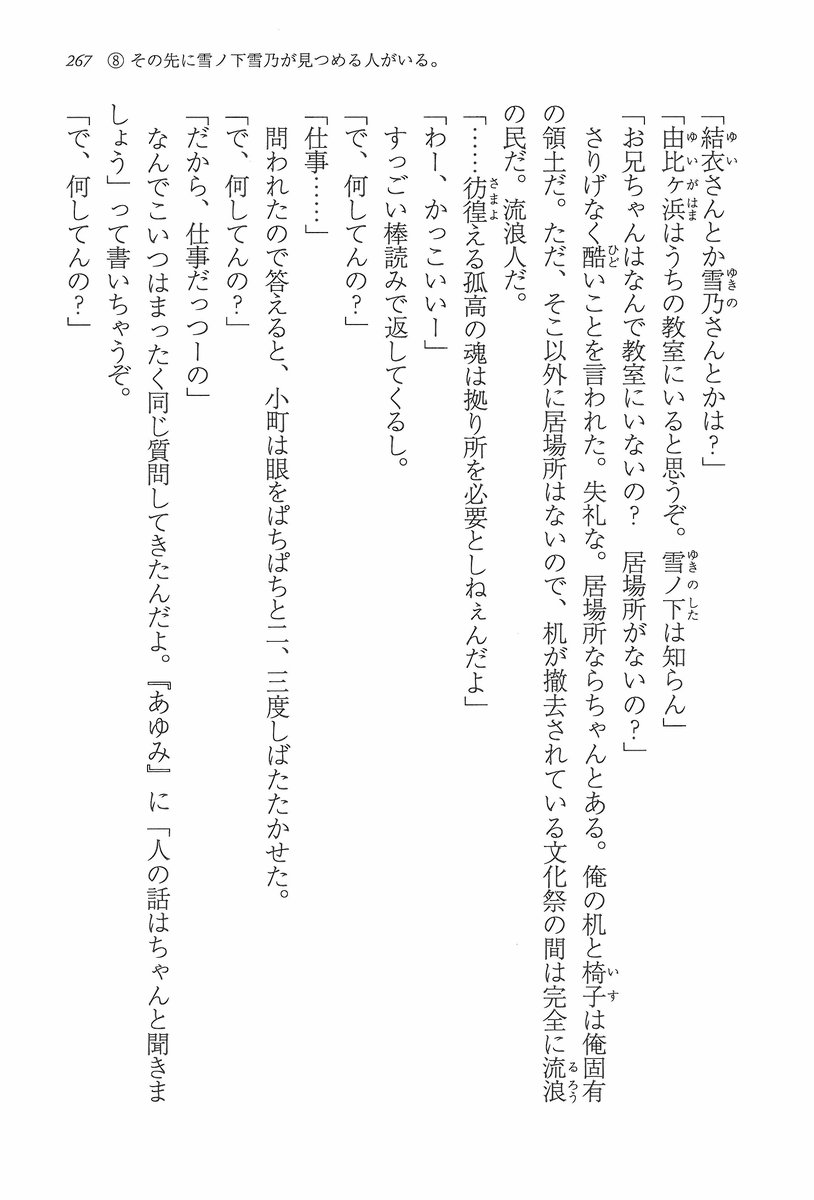 267 ⑧ その先に雪ノ下雪乃が見つめる人がいる。
「結衣さんとか雪乃さんとかは？」
「由比ヶ浜はうちの教室にいると思うぞ。雪ノ下は知らん」
「お兄ちゃんはなんで教室にいないの？　居場所がないの？」
　さりげなく酷いことを言われた。失礼な。居場所ならちゃんとある。俺の机と椅子は俺固有
の領土だ。ただ、そこ以外に居場所はないので、机が撤去されている文化祭の間は完全に流浪
の民だ。流浪人だ。
「……彷徨える孤高の魂は拠り所を必要としねぇんだよ」
「わー、かっこいいー」
　すっごい棒読みで返してくるし。
「で、何してんの？」
「仕事……」
　問われたので答えると、小町は眼をぱちぱちと二、三度しばたたかせた。
「で、何してんの？」
「だから、仕事だっつーの」
　なんでこいつはまったく同じ質問してきたんだよ。『あゆみ』に「人の話はちゃんと聞きま
しょう」って書いちゃうぞ。
「で、何してんの？」